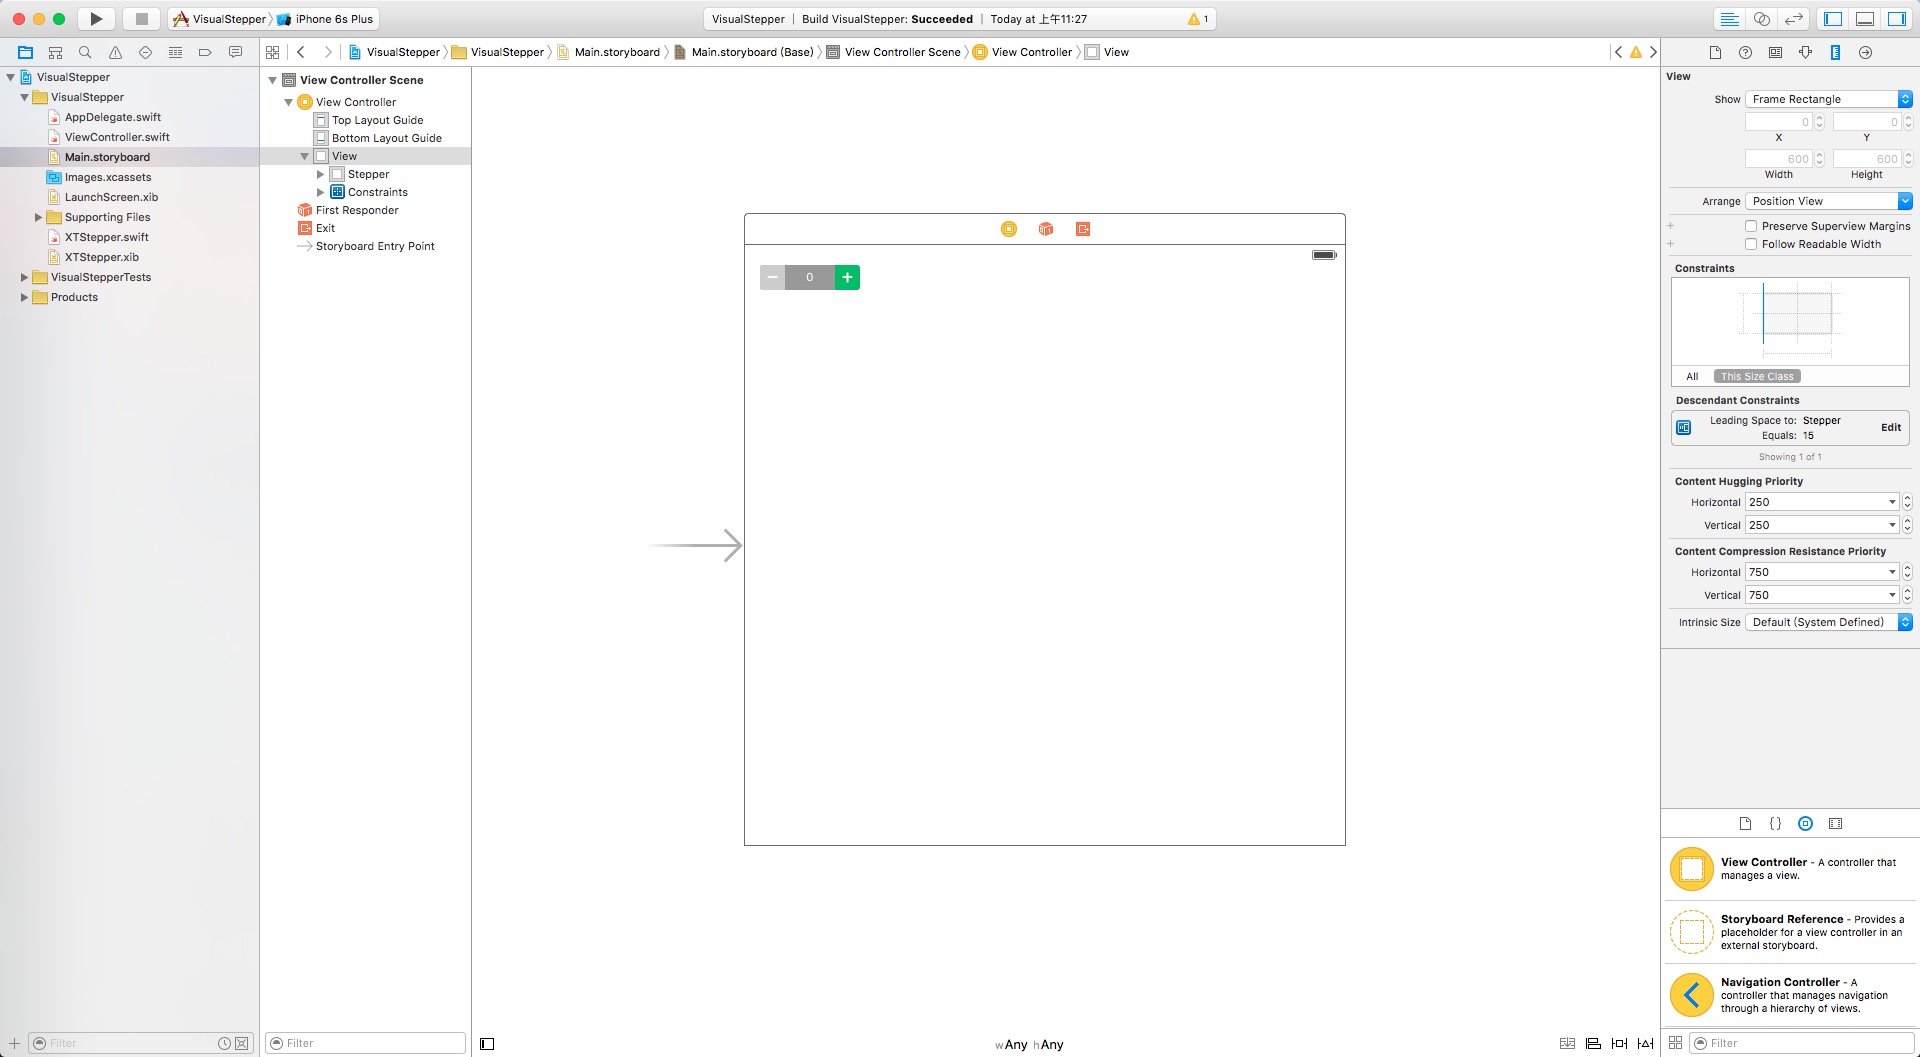 VisualStepper
iPhone 6s Plus
VisualStepper
Build VisualStepper: Succeeded
Today at 上午11:27
1
VisualStepper
VisualStepper
Main.storyboard
Main.storyboard (Base)
View Controller Scene
View Controller
View
VisualStepper
VisualStepper
AppDelegate.swift
ViewController.swift
Main.storyboard
Images.xcassets
LaunchScreen.xib
Supporting Files
XTStepper.swift
XTStepper.xib
VisualStepperTests
Products
Filter
View Controller Scene
View Controller
Top Layout Guide
Bottom Layout Guide
View
Stepper
Constraints
First Responder
Exit
Storyboard Entry Point
Filter
0
wAny hAny
View
Show Frame Rectangle
0 0
X Y
600 600
Width Height
Arrange Position View
Preserve Superview Margins
Follow Readable Width
Constraints
All This Size Class
Descendant Constraints
Leading Space to: Stepper
Equals: 15
Edit
Showing 1 of 1
Content Hugging Priority
Horizontal 250
Vertical 250
Content Compression Resistance Priority
Horizontal 750
Vertical 750
Intrinsic Size Default (System Defined)
{}
View Controller - A controller that
manages a view.
Storyboard Reference - Provides a
placeholder for a view controller in an
external storyboard.
Navigation Controller - A
controller that manages navigation
through a hierarchy of views.
Filter